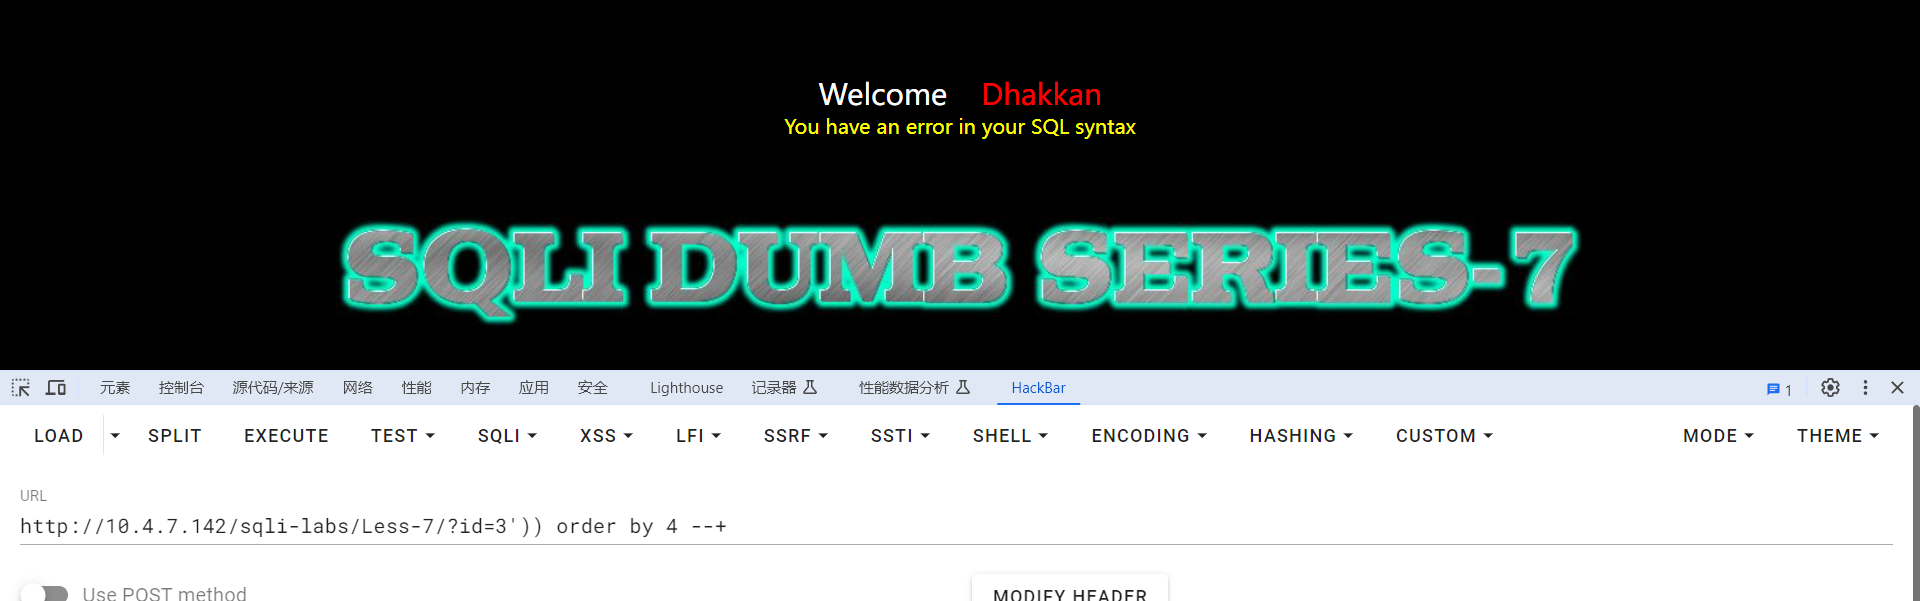 Welcome Dhakkan
You have an error in your SQL syntax
SQLI DUMB SERIES-7
元素 控制台 源代码/来源 网络 性能 内存 应用 安全 Lighthouse 记录器 性能数据分析 HackBar 1
LOAD SPLIT EXECUTE TEST SQLI XSS LFI SSRF SSTI SHELL ENCODING HASHING CUSTOM MODE THEME
URL
http://10.4.7.142/sqli-labs/Less-7/?id=3')) order by 4 --+
Use POST method MODIFY HEADER